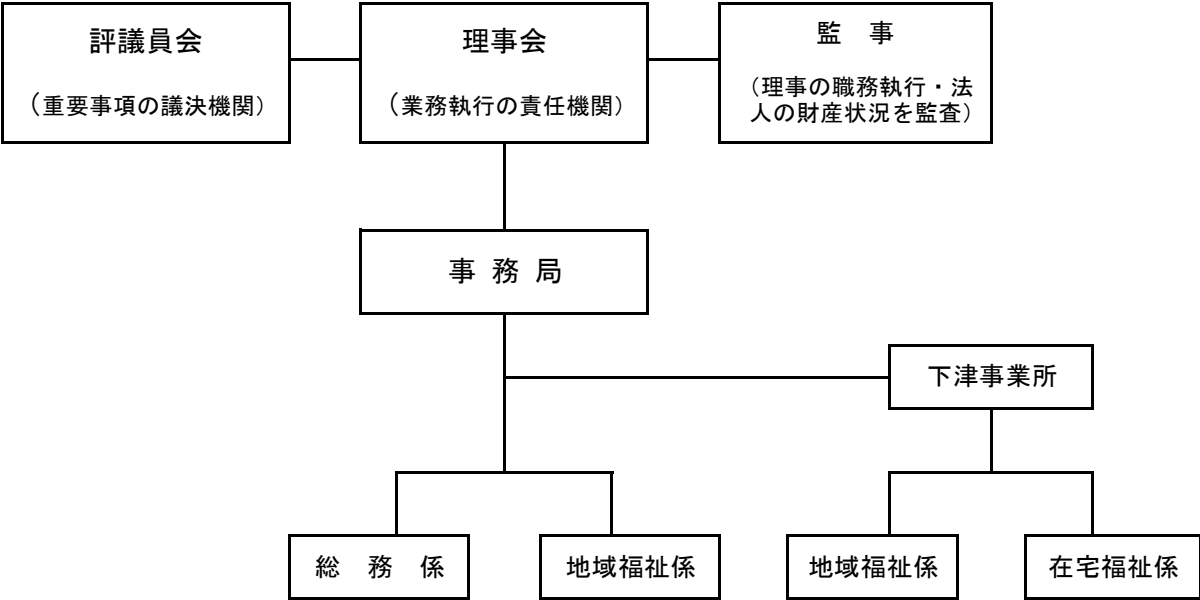 評議員会
（重要事項の議決機関）
理事会
（業務執行の責任機関）
監　事
（理事の職務執行・法
人の財産状況を監査）
事 務 局
下津事業所
総　務　係
地域福祉係
地域福祉係
在宅福祉係